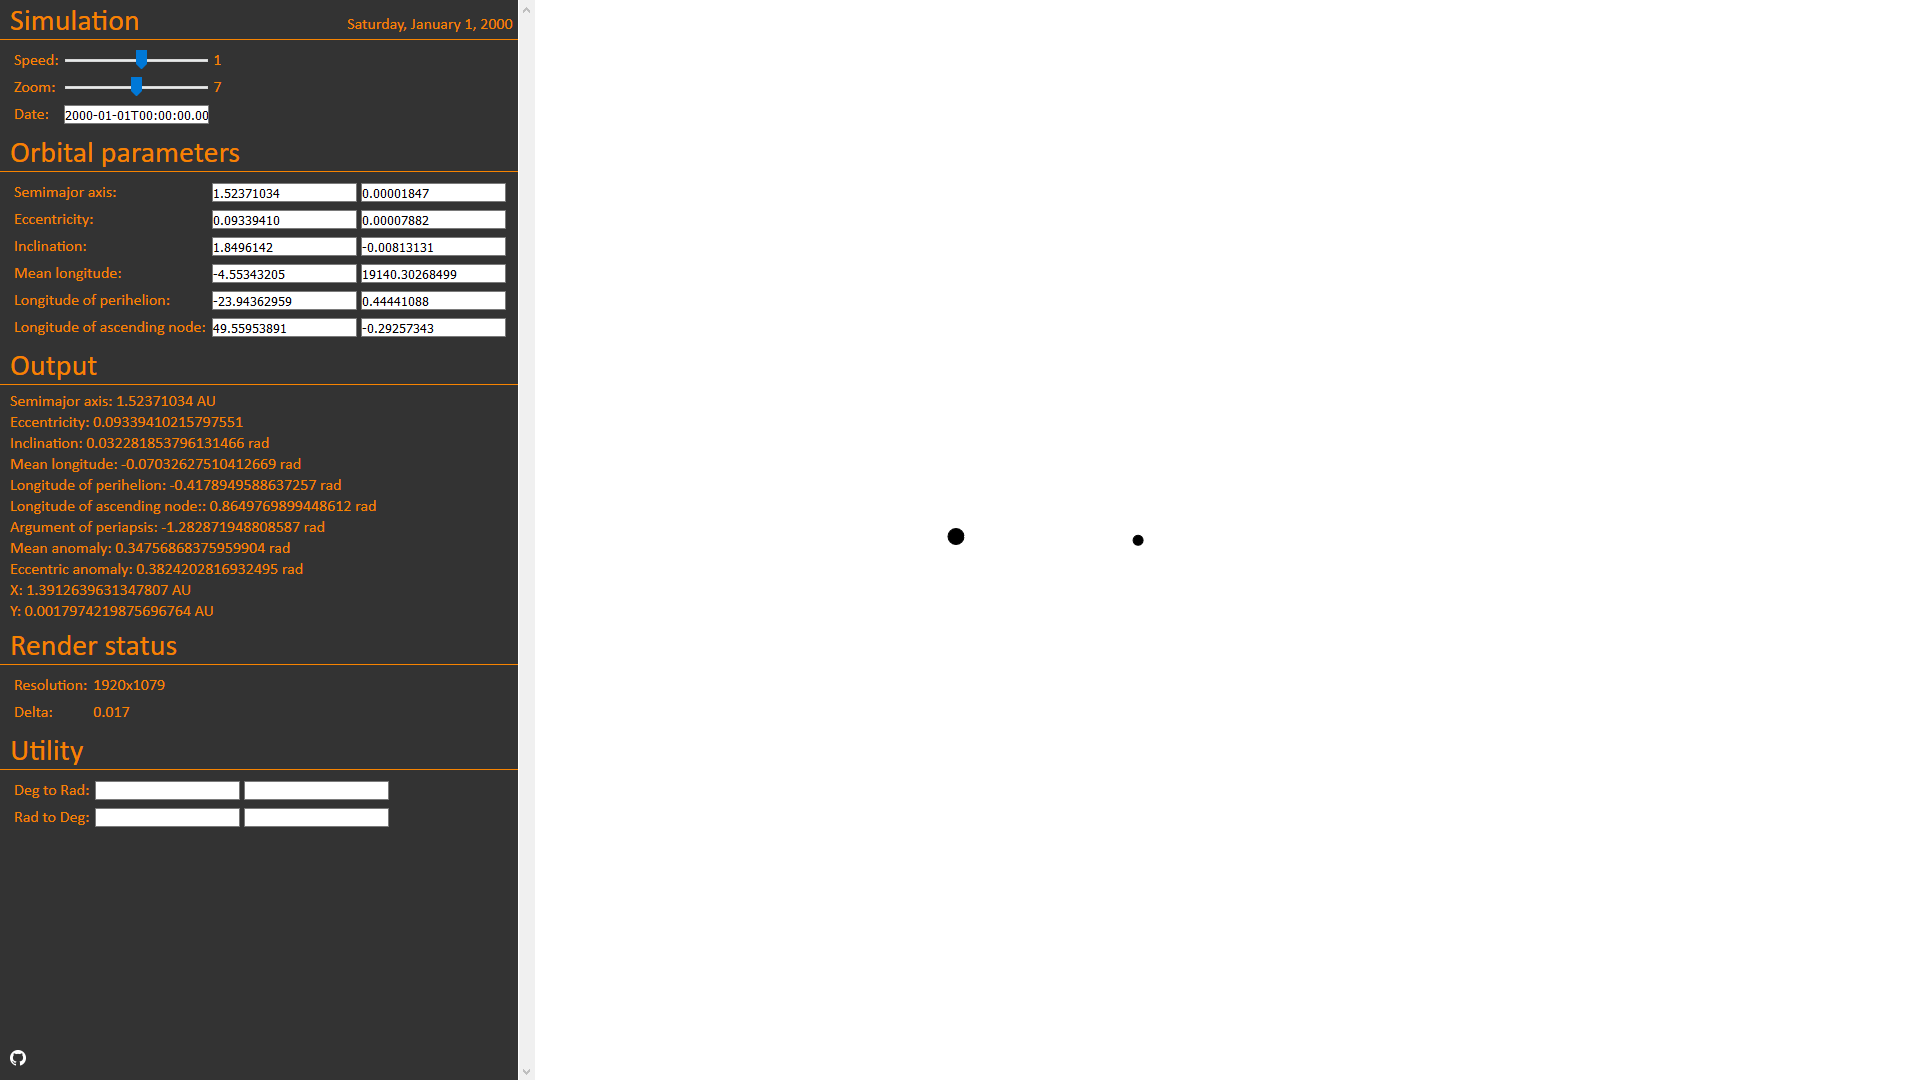 Simulation
Saturday, January 1, 2000
Speed: 1
Zoom: 7
Date: 2000-01-01T00:00:00.00
Orbital parameters
Semimajor axis: 1.52371034 0.00001847
Eccentricity: 0.09339410 0.00007882
Inclination: 1.8496142 -0.00813131
Mean longitude: -4.55343205 19140.30268499
Longitude of perihelion: -23.94362959 0.44441088
Longitude of ascending node: 49.55953891 -0.29257343
Output
Semimajor axis: 1.52371034 AU
Eccentricity: 0.09339410215797551
Inclination: 0.032281853796131466 rad
Mean longitude: -0.07032627510412669 rad
Longitude of perihelion: -0.4178949588637257 rad
Longitude of ascending node:: 0.8649769899448612 rad
Argument of periapsis: -1.282871948808587 rad
Mean anomaly: 0.34756868375959904 rad
Eccentric anomaly: 0.3824202816932495 rad
X: 1.3912639631347807 AU
Y: 0.0017974219875696764 AU
Render status
Resolution: 1920x1079
Delta: 0.017
Utility
Deg to Rad:
Rad to Deg: